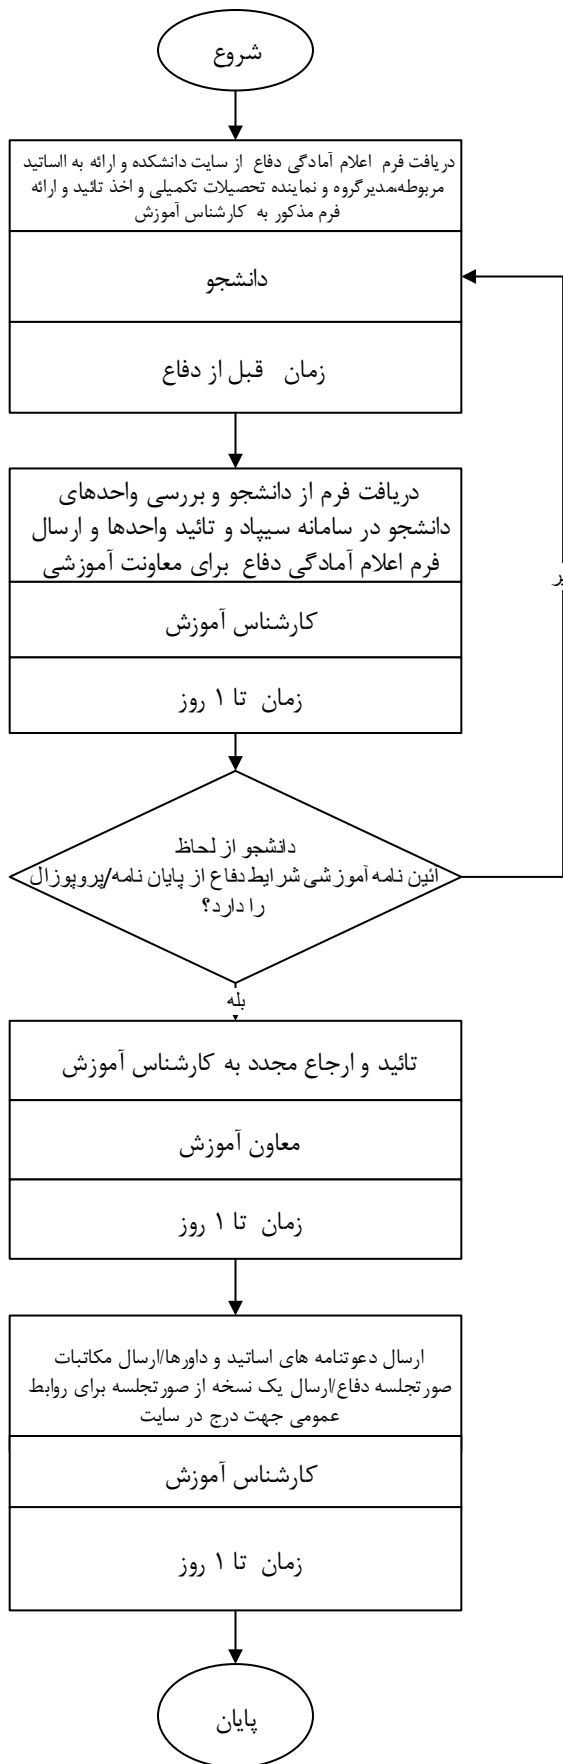 شروع
دریافت فرم اعلام آمادگی دفاع از سایت دانشکده و ارائه به ااساتید
مربوطه،مدیرگروه و نماینده تحصیلات تکمیلی و اخذ تائید و ارائه
فرم مذکور به کارشناس آموزش
دانشجو
زمان قبل از دفاع
دریافت فرم از دانشجو و بررسی واحدهای
دانشجو در سامانه سیپاد و تائید واحدها و ارسال
فرم اعلام آمادگی دفاع برای معاونت آموزشی
کارشناس آموزش
زمان تا ۱ روز
دانشجو از لحاظ
ائین نامه آموزشی شرایط دفاع از پایان نامه/پروپوزال
را دارد؟
بله
تائید و ارجاع مجدد به کارشناس آموزش
معاون آموزش
زمان تا ۱ روز
ارسال دعوتنامه های اساتید و داورها/ارسال مکاتبات
صورتجلسه دفاع/ارسال یک نسخه از صورتجلسه برای روابط
عمومی جهت درج در سایت
کارشناس آموزش
زمان تا ۱ روز
پایان